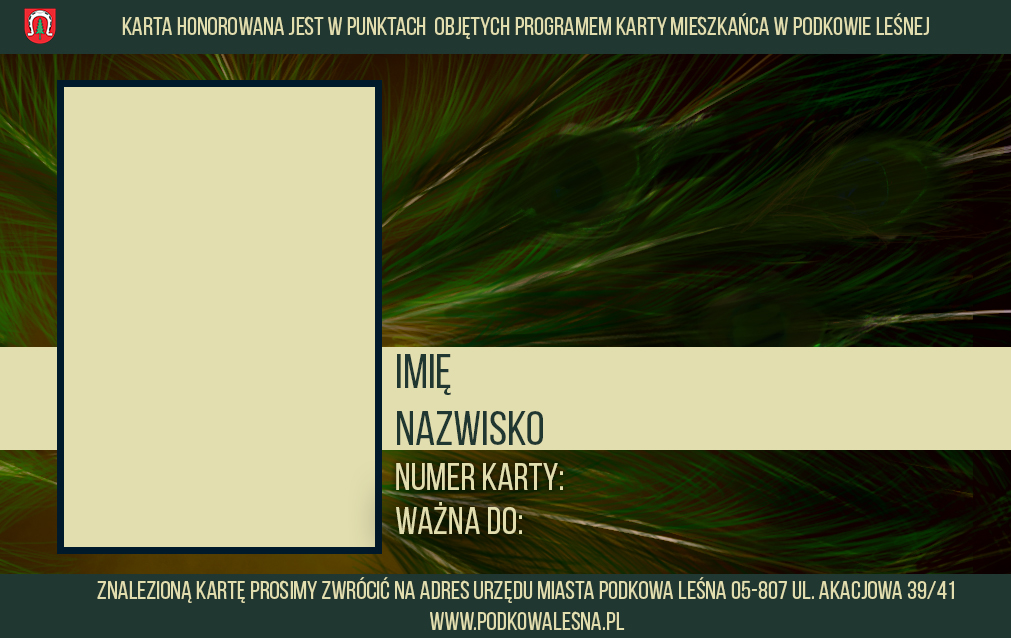 KARTA HONOROWANA JEST W PUNKTACH OBJĘTYCH PROGRAMEM KARTY MIESZKAŃCA W PODKOWIE LEŚNEJ
IMIĘ
NAZWISKO
NUMER KARTY:
WAŻNA DO:
ZNALEZIONĄ KARTĘ PROSIMY ZWRÓCIĆ NA ADRES URZĘDU MIASTA PODKOWA LEŚNA 05-807 UL. AKACJOWA 39/41
WWW.PODKOWALESNA.PL